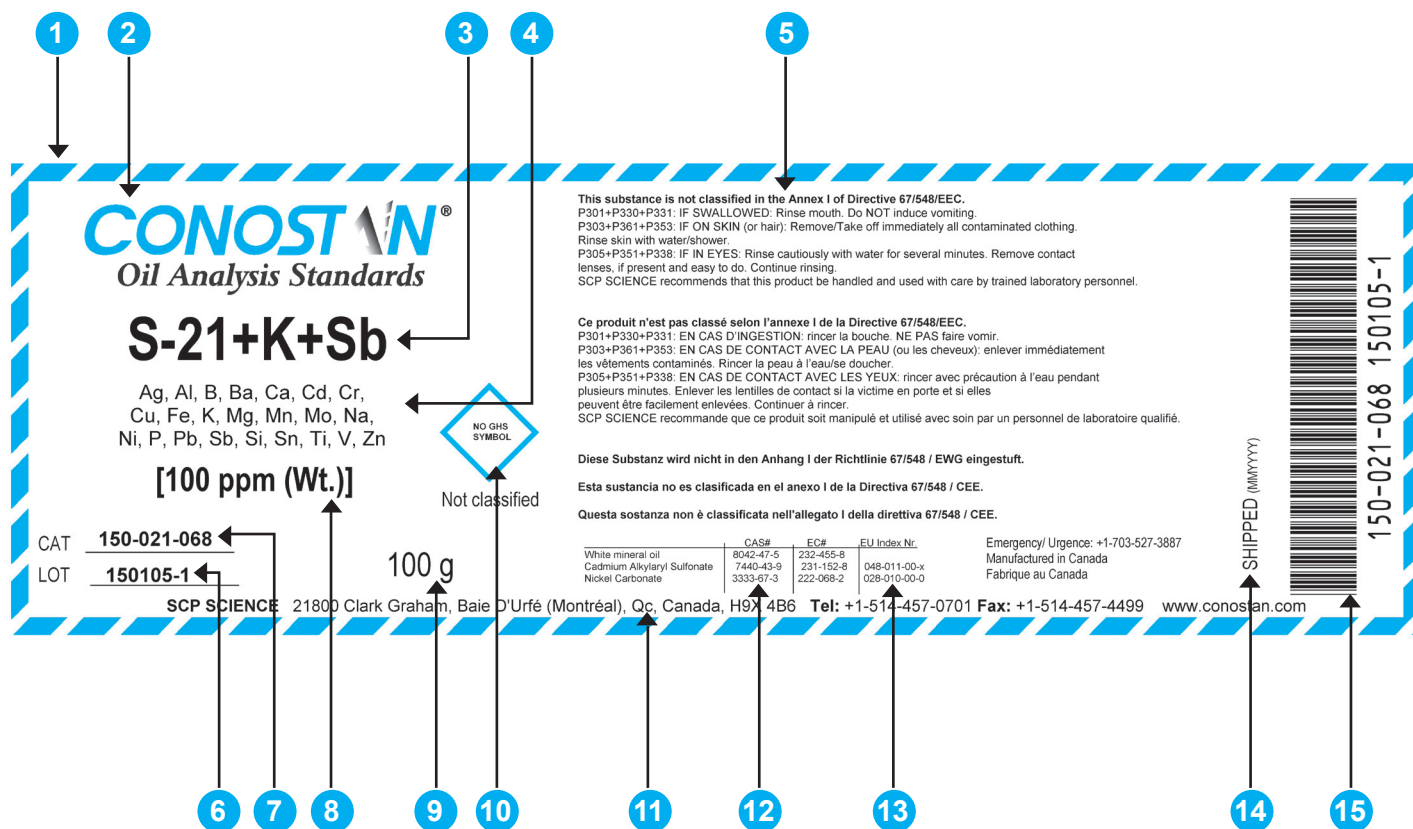 1
2
3
4
5
CONOSTAN®
Oil Analysis Standards
S-21+K+Sb
Ag, Al, B, Ba, Ca, Cd, Cr,
Cu, Fe, K, Mg, Mn, Mo, Na,
Ni, P, Pb, Sb, Si, Sn, Ti, V, Zn
[100 ppm (Wt.)]
NO GHS
SYMBOL
Not classified
CAT 150-021-068
LOT 150105-1
100 g
This substance is not classified in the Annex I of Directive 67/548/EEC.
P301+P330+P331: IF SWALLOWED: Rinse mouth. Do NOT induce vomiting.
P303+P361+P353: IF ON SKIN (or hair): Remove/Take off immediately all contaminated clothing.
Rinse skin with water/shower.
P305+P351+P338: IF IN EYES: Rinse cautiously with water for several minutes. Remove contact
lenses, if present and easy to do. Continue rinsing.
SCP SCIENCE recommends that this product be handled and used with care by trained laboratory personnel.
Ce produit n'est pas classé selon l'annexe I de la Directive 67/548/EEC.
P301+P330+P331: EN CAS D'INGESTION: rincer la bouche. NE PAS faire vomir.
P303+P361+P353: EN CAS DE CONTACT AVEC LA PEAU (ou les cheveux): enlever immédiatement
les vêtements contaminés. Rincer la peau à l'eau/se doucher.
P305+P351+P338: EN CAS DE CONTACT AVEC LES YEUX: rincer avec précaution à l'eau pendant
plusieurs minutes. Enlever les lentilles de contact si la victime en porte et si elles
peuvent être facilement enlevées. Continuer à rincer.
SCP SCIENCE recommande que ce produit soit manipulé et utilisé avec soin par un personnel de laboratoire qualifié.
Diese Substanz wird nicht in den Anhang I der Richtlinie 67/548 / EWG eingestuft.
Esta sustancia no es clasificada en el anexo I de la Directiva 67/548 / CEE.
Questa sostanza non è classificata nell'allegato I della direttiva 67/548 / CEE.
CAS# EC# EU Index Nr.
White mineral oil 8042-47-5 232-455-8
Cadmium Alkylaryl Sulfonate 7440-43-9 231-152-8 048-011-00-x
Nickel Carbonate 3333-67-3 222-068-2 028-010-00-0
Emergency/ Urgence: +1-703-527-3887
Manufactured in Canada
Fabrique au Canada
SCP SCIENCE 21800 Clark Graham, Baie D'Urfé (Montréal), Qc, Canada, H9X 4B6 Tel: +1-514-457-0701 Fax: +1-514-457-4499 www.conostan.com
SHIPPED (MMYYYY)
150-021-068 150105-1
6
7
8
9
10
11
12
13
14
15